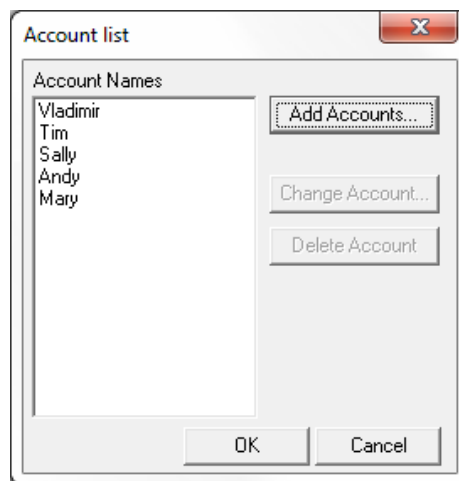 Account list
Account Names
Vladimir
Tim
Sally
Andy
Mary
Add Accounts...
Change Account...
Delete Account
OK
Cancel